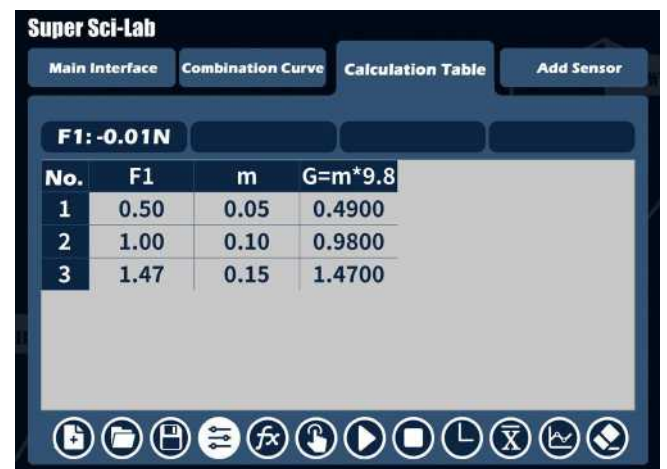 Super Sci-Lab
Main Interface Combination Curve Calculation Table Add Sensor
F1: -0.01N
No. F1 m G=m*9.8
1 0.50 0.05 0.4900
2 1.00 0.10 0.9800
3 1.47 0.15 1.4700
fx X